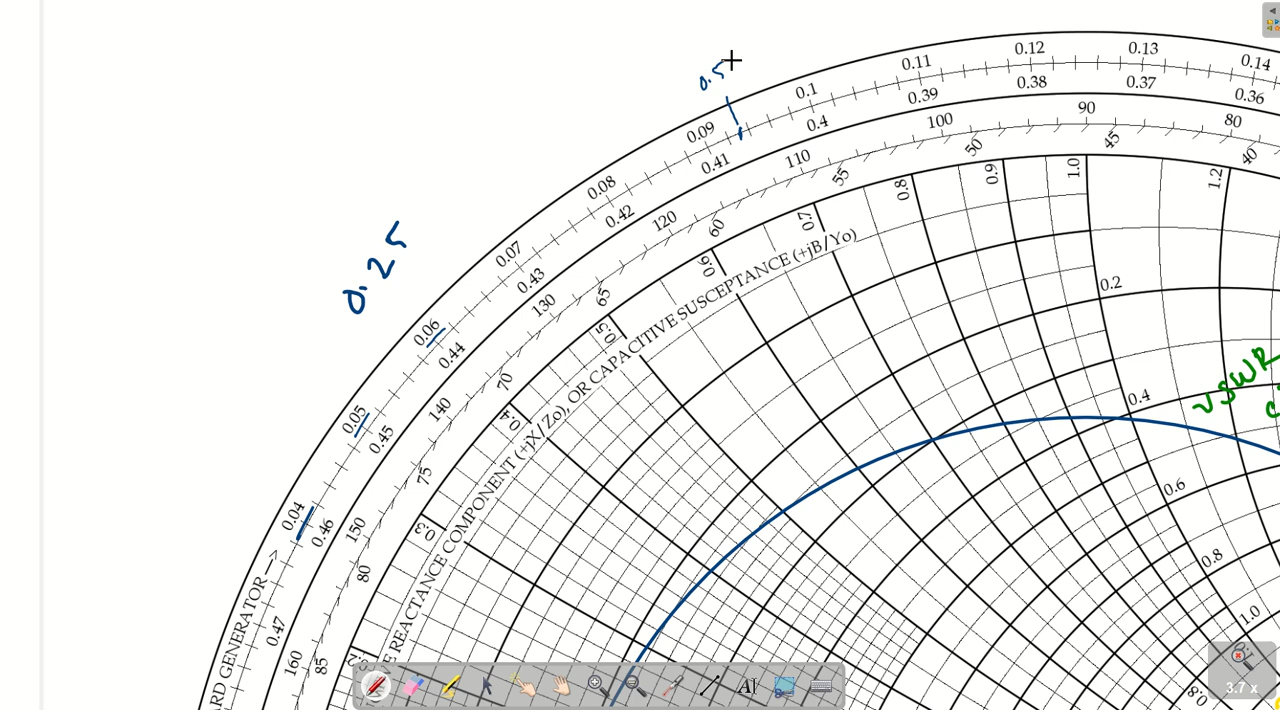 0.5
0.25
0.04 0.05 0.06 0.07 0.08 0.09 0.1 0.11 0.12 0.13 0.14
0.47 0.46 0.45 0.44 0.43 0.42 0.41 0.4 0.39 0.38 0.37 0.36
160 150 140 130 120 110 100 90 80
85 80 75 70 65 60 55 50 45 40
0.2 0.3 0.4 0.5 0.6 0.7 0.8 0.9 1.0 1.2
ARD GENERATOR -->
E REACTANCE COMPONENT (+jX/Zo), OR CAPACITIVE SUSCEPTANCE (+jB/Yo)
0.2
0.4
0.6
0.8
1.0
0.8
VSWR
A
3.7 x